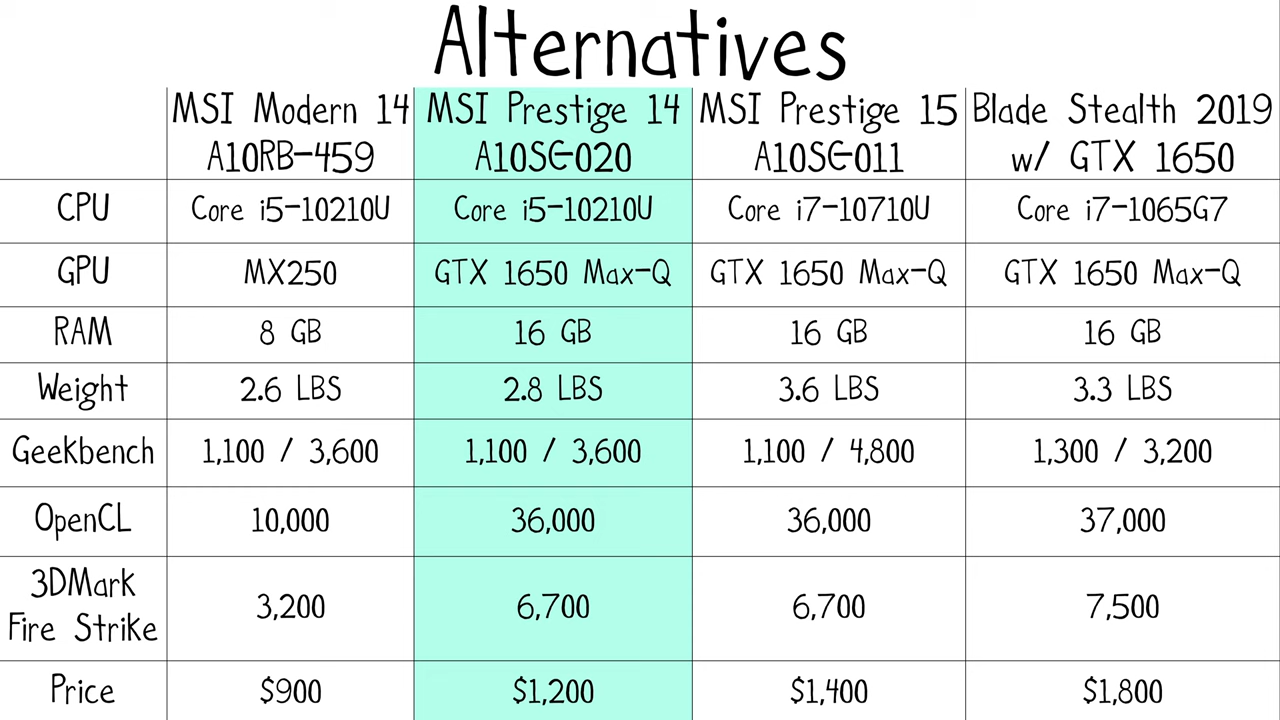 Alternatives
MSI Modern 14 MSI Prestige 14 MSI Prestige 15 Blade Stealth 2019
A10RB-459 A10SC-020 A10SC-011 w/ GTX 1650
CPU Core i5-10210U Core i5-10210U Core i7-10710U Core i7-1065G7
GPU MX250 GTX 1650 Max-Q GTX 1650 Max-Q GTX 1650 Max-Q
RAM 8 GB 16 GB 16 GB 16 GB
Weight 2.6 LBS 2.8 LBS 3.6 LBS 3.3 LBS
Geekbench 1,100 / 3,600 1,100 / 3,600 1,100 / 4,800 1,300 / 3,200
OpenCL 10,000 36,000 36,000 37,000
3DMark
Fire Strike 3,200 6,700 6,700 7,500
Price $900 $1,200 $1,400 $1,800